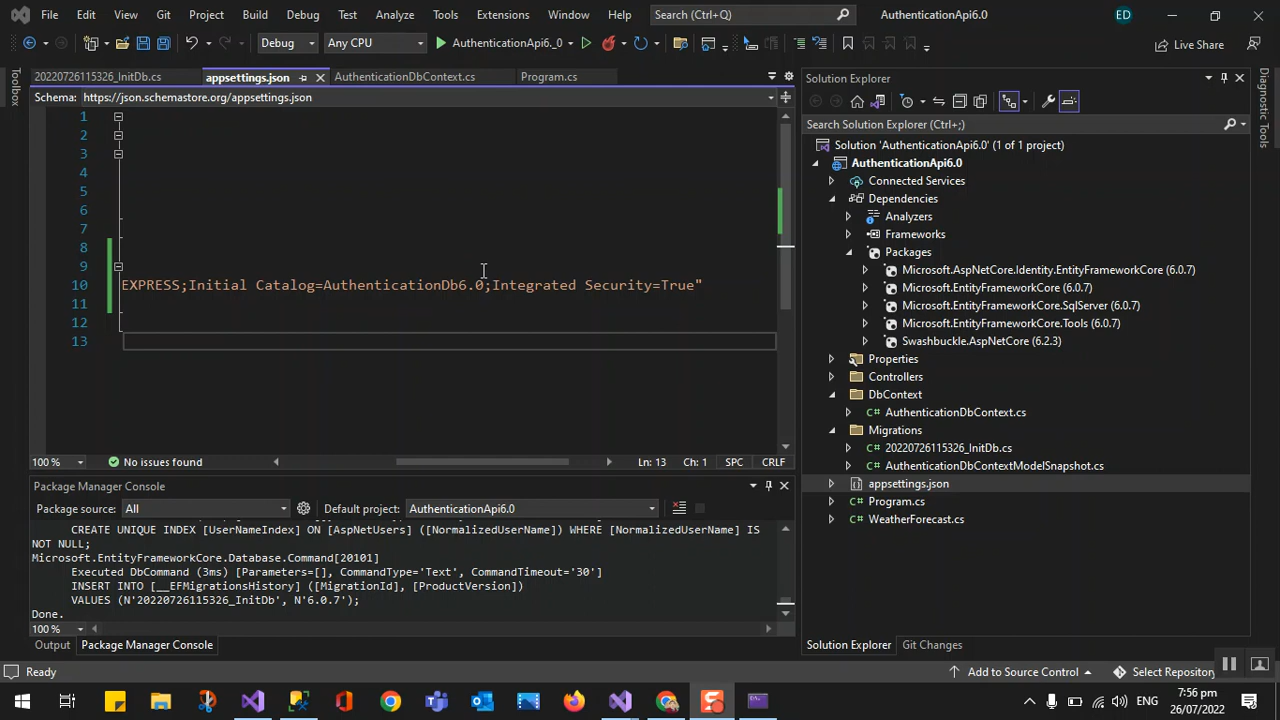 File Edit View Git Project Build Debug Test Analyze Tools Extensions Window Help Search (Ctrl+Q) AuthenticationApi6.0 ED
Debug Any CPU AuthenticationApi6.._0 Live Share
20220726115326_InitDb.cs appsettings.json AuthenticationDbContext.cs Program.cs
Schema: https://json.schemastore.org/appsettings.json
1
2
3
4
5
6
7
8
9
10 EXPRESS;Initial Catalog=AuthenticationDb6.0;Integrated Security=True"
11
12
13
100 % No issues found Ln: 13 Ch: 1 SPC CRLF
Package Manager Console
Package source: All Default project: AuthenticationApi6.0
CREATE UNIQUE INDEX [UserNameIndex] ON [AspNetUsers] ([NormalizedUserName]) WHERE [NormalizedUserName] IS
NOT NULL;
Microsoft.EntityFrameworkCore.Database.Command[20101]
Executed DbCommand (3ms) [Parameters=[], CommandType='Text', CommandTimeout='30']
INSERT INTO [__EFMigrationsHistory] ([MigrationId], [ProductVersion])
VALUES (N'20220726115326_InitDb', N'6.0.7');
Done.
100 %
Output Package Manager Console
Toolbox
Solution Explorer
Search Solution Explorer (Ctrl+;)
Solution 'AuthenticationApi6.0' (1 of 1 project)
AuthenticationApi6.0
Connected Services
Dependencies
Analyzers
Frameworks
Packages
Microsoft.AspNetCore.Identity.EntityFrameworkCore (6.0.7)
Microsoft.EntityFrameworkCore (6.0.7)
Microsoft.EntityFrameworkCore.SqlServer (6.0.7)
Microsoft.EntityFrameworkCore.Tools (6.0.7)
Swashbuckle.AspNetCore (6.2.3)
Properties
Controllers
DbContext
AuthenticationDbContext.cs
Migrations
20220726115326_InitDb.cs
AuthenticationDbContextModelSnapshot.cs
appsettings.json
Program.cs
WeatherForecast.cs
Solution Explorer Git Changes
Diagnostic Tools
Ready Add to Source Control Select Repository
ENG 7:56 pm
26/07/2022